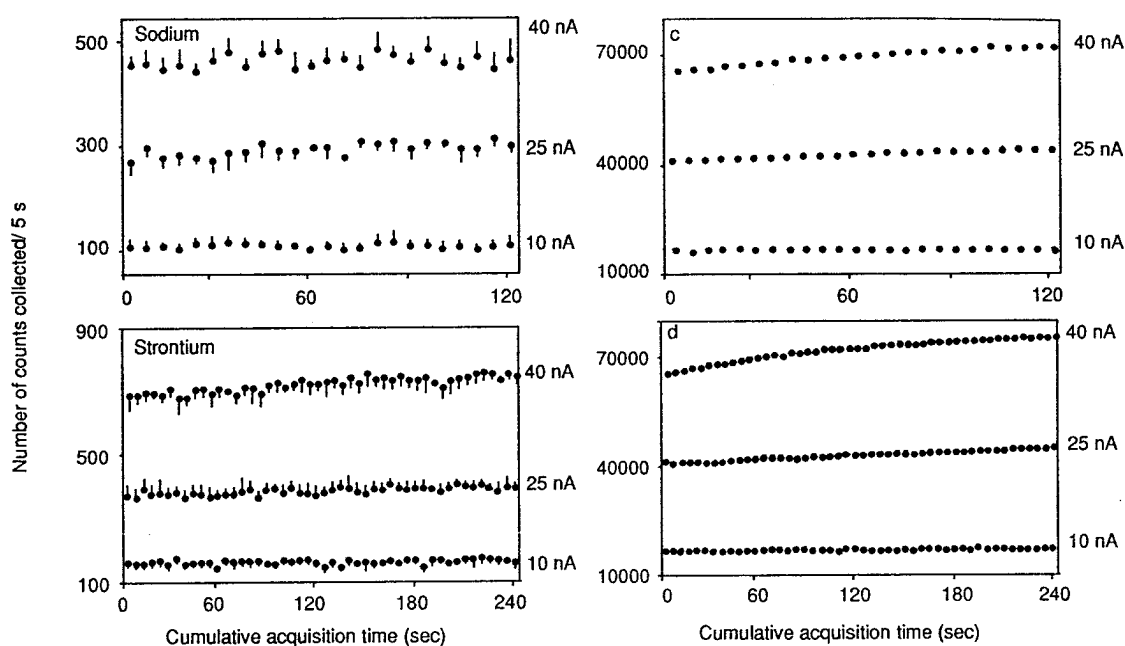 Number of counts collected/ 5 s
Sodium
500
300
100
0
60
120
40 nA
25 nA
10 nA
c
70000
40000
10000
0
60
120
40 nA
25 nA
10 nA
Strontium
900
500
100
0
60
120
180
240
40 nA
25 nA
10 nA
Cumulative acquisition time (sec)
d
70000
40000
10000
0
60
120
180
240
40 nA
25 nA
10 nA
Cumulative acquisition time (sec)